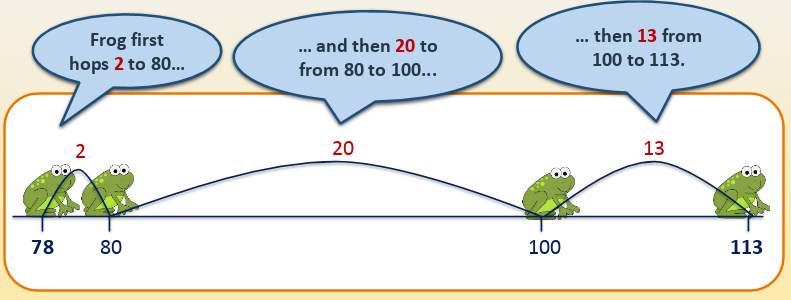 Frog first
hops 2 to 80...
... and then 20 to
from 80 to 100...
... then 13 from
100 to 113.
2
20
13
78
80
100
113